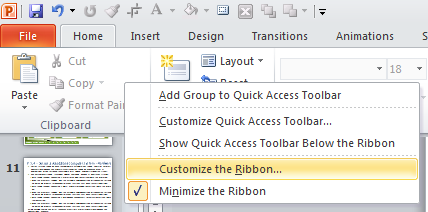 File Home Insert Design Transitions Animations
Cut
Copy
Format Pain
Paste
Clipboard
Layout
Reset
18
Add Group to Quick Access Toolbar
Customize Quick Access Toolbar...
Show Quick Access Toolbar Below the Ribbon
Customize the Ribbon...
Minimize the Ribbon
11